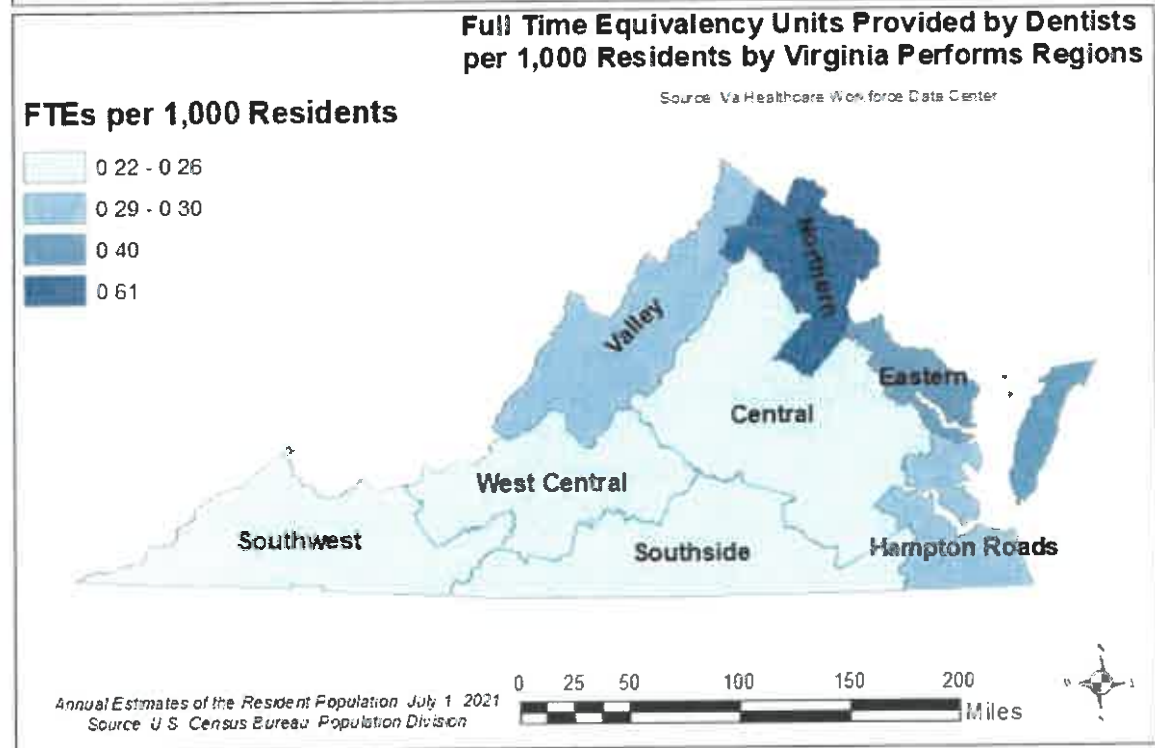 Full Time Equivalency Units Provided by Dentists
per 1,000 Residents by Virginia Performs Regions
Source Va Healthcare Work force Data Center
FTEs per 1,000 Residents
0 22 - 0 26
0 29 - 0 30
0 40
0 61
Northern
Valley
Eastern
Central
West Central
Southwest
Southside
Hampton Roads
Annual Estimates of the Resident Population July 1 2021
Source U S Census Bureau Population Division
0 25 50 100 150 200
Miles